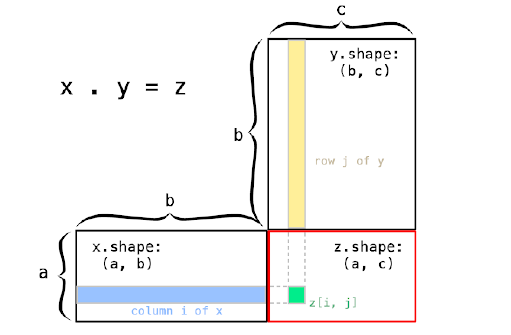 c
x . y = z
y.shape:
(b, c)
b
row j of y
b
x.shape:
(a, b)
z.shape:
(a, c)
a
z[i, j]
column i of x